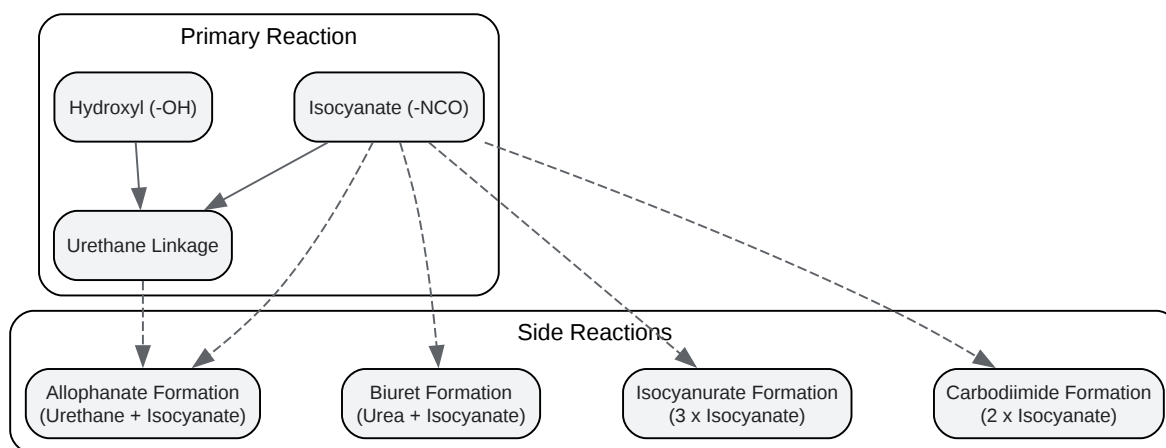 Primary Reaction
Hydroxyl (-OH)
Isocyanate (-NCO)
Urethane Linkage
Side Reactions
Allophanate Formation
(Urethane + Isocyanate)
Biuret Formation
(Urea + Isocyanate)
Isocyanurate Formation
(3 x Isocyanate)
Carbodiimide Formation
(2 x Isocyanate)